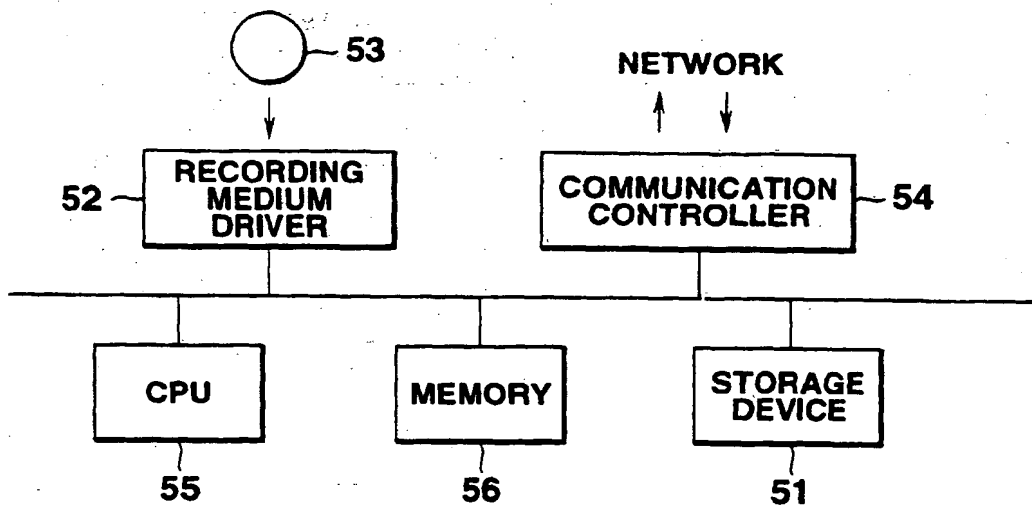 53
NETWORK
52
RECORDING
MEDIUM
DRIVER
COMMUNICATION
CONTROLLER
54
CPU
MEMORY
STORAGE
DEVICE
55
56
51